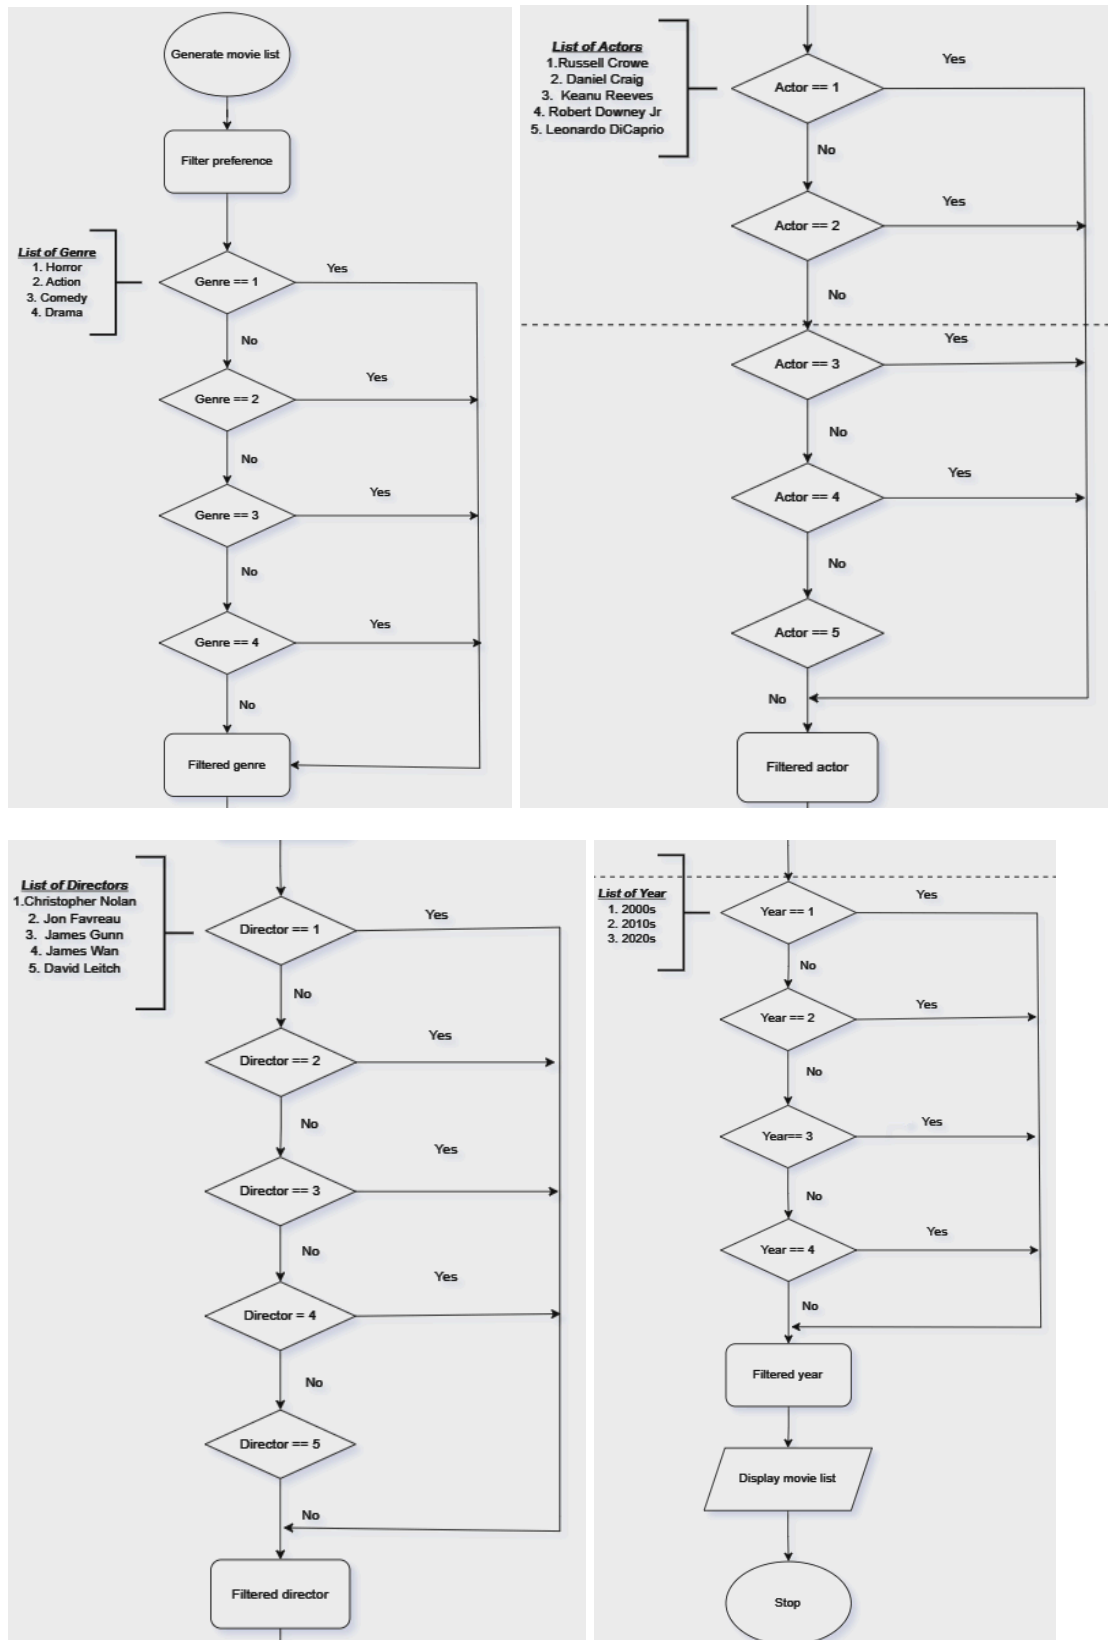 Generate movie list
Filter preference
List of Genre
1. Horror
2. Action
3. Comedy
4. Drama
Genre == 1
Yes
No
Genre == 2
Yes
No
Genre == 3
Yes
No
Genre == 4
Yes
No
Filtered genre
List of Actors
1.Russell Crowe
2. Daniel Craig
3. Keanu Reeves
4. Robert Downey Jr
5. Leonardo DiCaprio
Actor == 1
Yes
No
Actor == 2
Yes
No
Actor == 3
Yes
No
Actor == 4
Yes
No
Actor == 5
No
Filtered actor
List of Directors
1.Christopher Nolan
2. Jon Favreau
3. James Gunn
4. James Wan
5. David Leitch
Director == 1
Yes
No
Director == 2
Yes
No
Director == 3
Yes
No
Director = 4
Yes
No
Director == 5
No
Filtered director
List of Year
1. 2000s
2. 2010s
3. 2020s
Year == 1
Yes
No
Year == 2
Yes
No
Year== 3
Yes
No
Year == 4
Yes
No
Filtered year
Display movie list
Stop